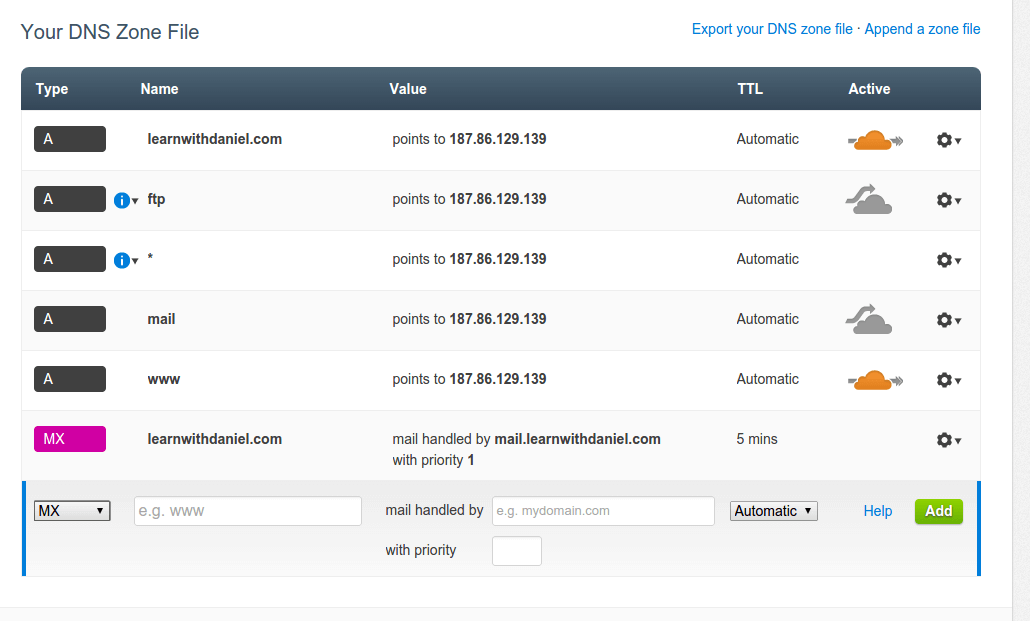 Your DNS Zone File
Export your DNS zone file · Append a zone file
Type Name Value TTL Active
A learnwithdaniel.com points to 187.86.129.139 Automatic
A i ftp points to 187.86.129.139 Automatic
A i * points to 187.86.129.139 Automatic
A mail points to 187.86.129.139 Automatic
A www points to 187.86.129.139 Automatic
MX learnwithdaniel.com mail handled by mail.learnwithdaniel.com 5 mins
with priority 1
MX e.g. www mail handled by e.g. mydomain.com Automatic Help Add
with priority